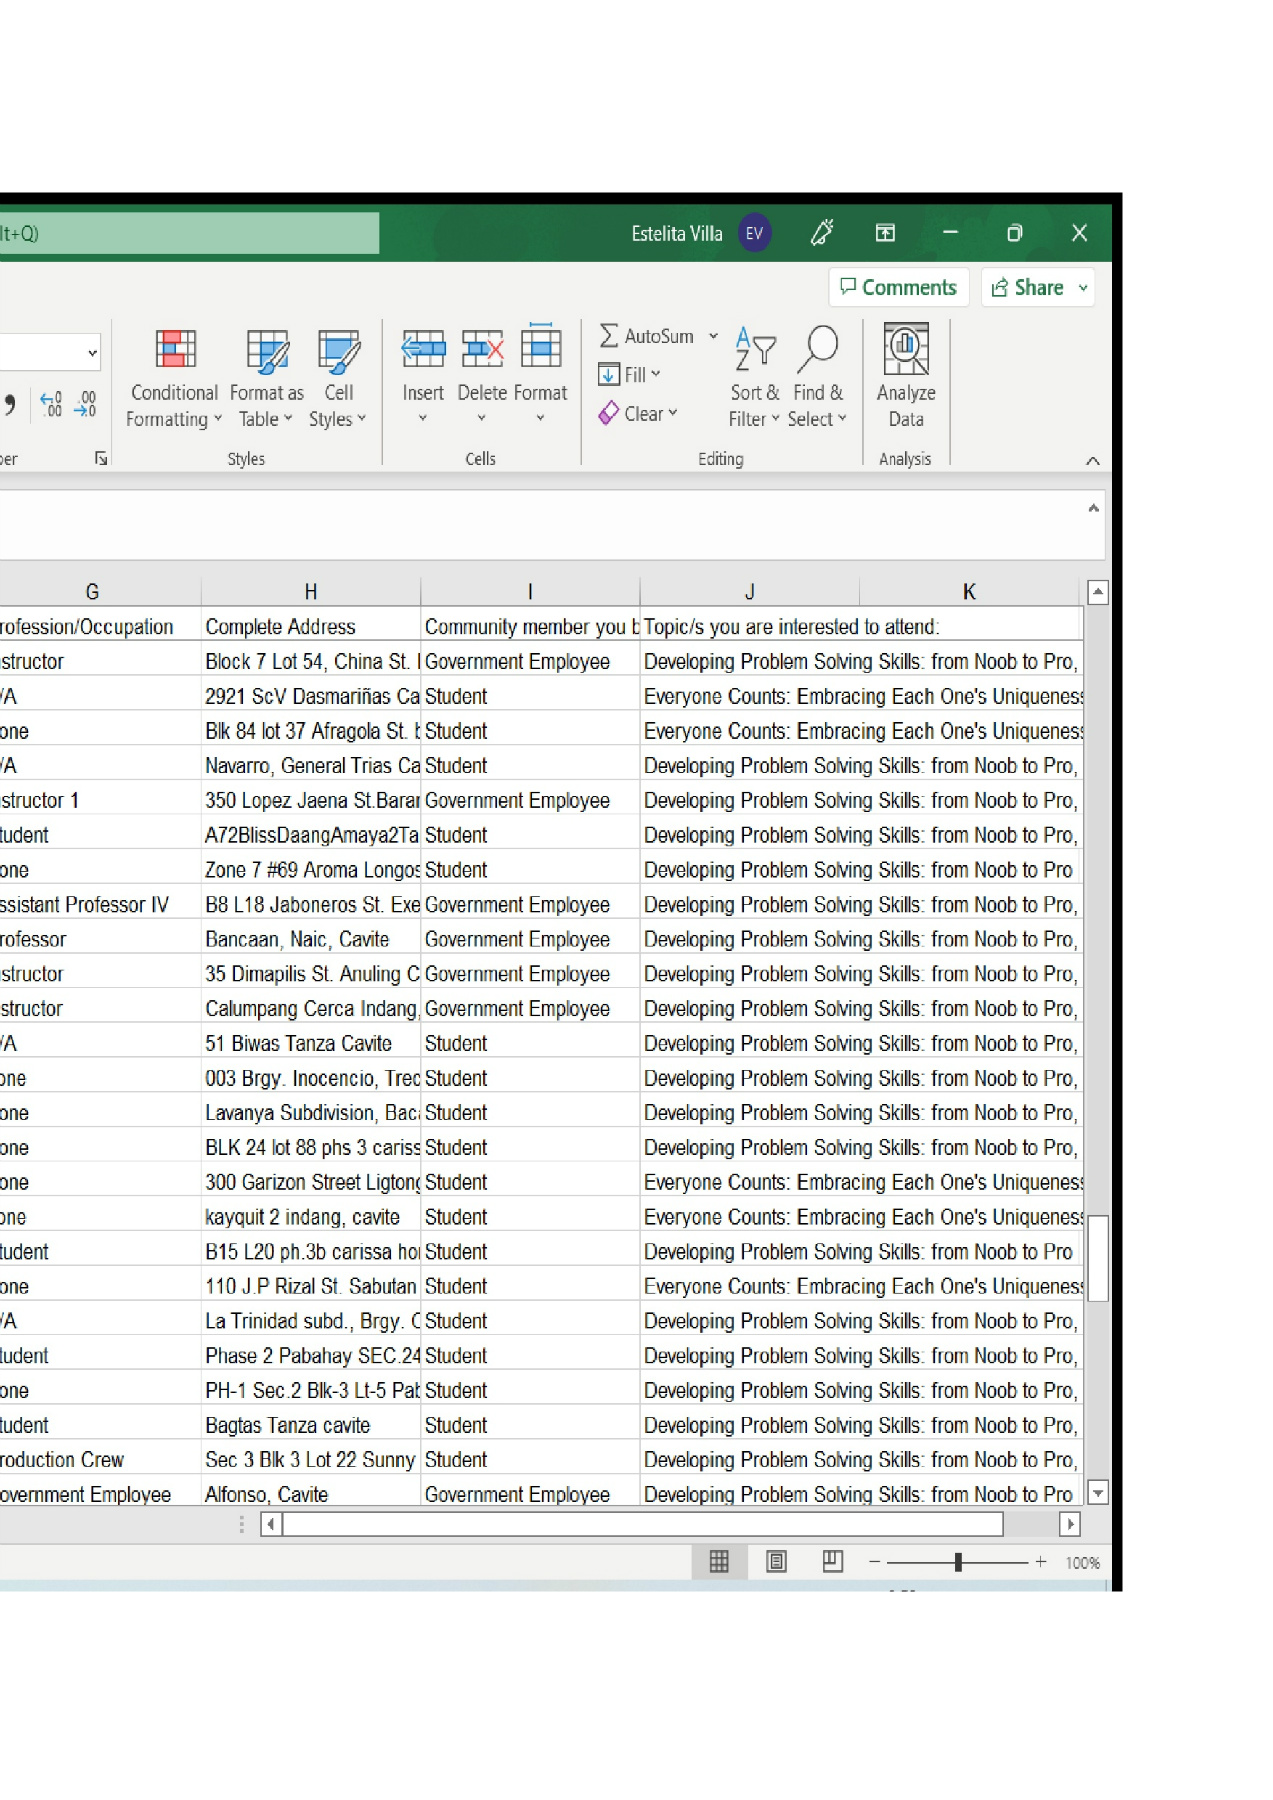 lt+Q) Estelita Villa EV
Comments Share
AutoSum
Fill
Clear
Conditional Formatting Format as Table Cell Styles Insert Delete Format Sort & Filter Find & Select Analyze Data
Styles Cells Editing Analysis
G H I J K
rofession/Occupation Complete Address Community member you b Topic/s you are interested to attend:
structor Block 7 Lot 54, China St. Government Employee Developing Problem Solving Skills: from Noob to Pro,
/A 2921 ScV Dasmariñas Ca Student Everyone Counts: Embracing Each One's Uniqueness
one Blk 84 lot 37 Afragola St. Student Everyone Counts: Embracing Each One's Uniqueness
/A Navarro, General Trias Ca Student Developing Problem Solving Skills: from Noob to Pro,
structor 1 350 Lopez Jaena St.Baran Government Employee Developing Problem Solving Skills: from Noob to Pro,
tudent A72BlissDaangAmaya2Ta Student Developing Problem Solving Skills: from Noob to Pro,
one Zone 7 #69 Aroma Longos Student Developing Problem Solving Skills: from Noob to Pro
ssistant Professor IV B8 L18 Jaboneros St. Exe Government Employee Developing Problem Solving Skills: from Noob to Pro,
rofessor Bancaan, Naic, Cavite Government Employee Developing Problem Solving Skills: from Noob to Pro,
structor 35 Dimapilis St. Anuling C Government Employee Developing Problem Solving Skills: from Noob to Pro,
structor Calumpang Cerca Indang, Government Employee Developing Problem Solving Skills: from Noob to Pro,
/A 51 Biwas Tanza Cavite Student Developing Problem Solving Skills: from Noob to Pro,
one 003 Brgy. Inocencio, Trec Student Developing Problem Solving Skills: from Noob to Pro,
one Lavanya Subdivision, Bac Student Developing Problem Solving Skills: from Noob to Pro,
one BLK 24 lot 88 phs 3 cariss Student Developing Problem Solving Skills: from Noob to Pro,
one 300 Garizon Street Ligtong Student Everyone Counts: Embracing Each One's Uniqueness
one kayquit 2 indang, cavite Student Everyone Counts: Embracing Each One's Uniqueness
tudent B15 L20 ph.3b carissa ho Student Developing Problem Solving Skills: from Noob to Pro
one 110 J.P Rizal St. Sabutan Student Everyone Counts: Embracing Each One's Uniqueness
/A La Trinidad subd., Brgy. Student Developing Problem Solving Skills: from Noob to Pro,
tudent Phase 2 Pabahay SEC.24 Student Developing Problem Solving Skills: from Noob to Pro,
one PH-1 Sec.2 Blk-3 Lt-5 Pab Student Developing Problem Solving Skills: from Noob to Pro,
tudent Bagtas Tanza cavite Student Developing Problem Solving Skills: from Noob to Pro,
roduction Crew Sec 3 Blk 3 Lot 22 Sunny Student Developing Problem Solving Skills: from Noob to Pro,
overnment Employee Alfonso, Cavite Government Employee Developing Problem Solving Skills: from Noob to Pro
100%